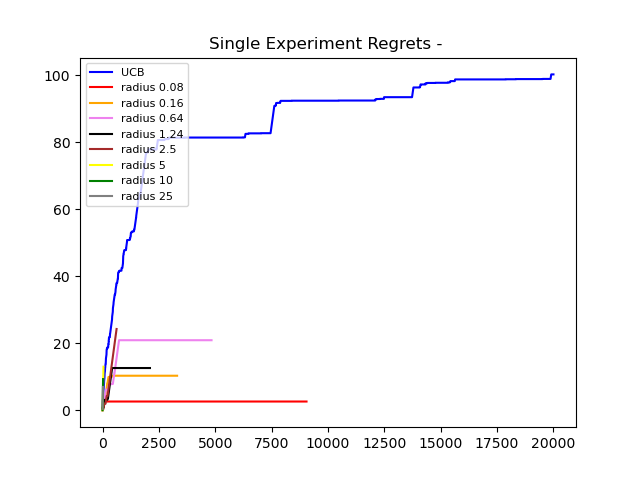 Single Experiment Regrets -
UCB
radius 0.08
radius 0.16
radius 0.64
radius 1.24
radius 2.5
radius 5
radius 10
radius 25
100
80
60
40
20
0
0 2500 5000 7500 10000 12500 15000 17500 20000